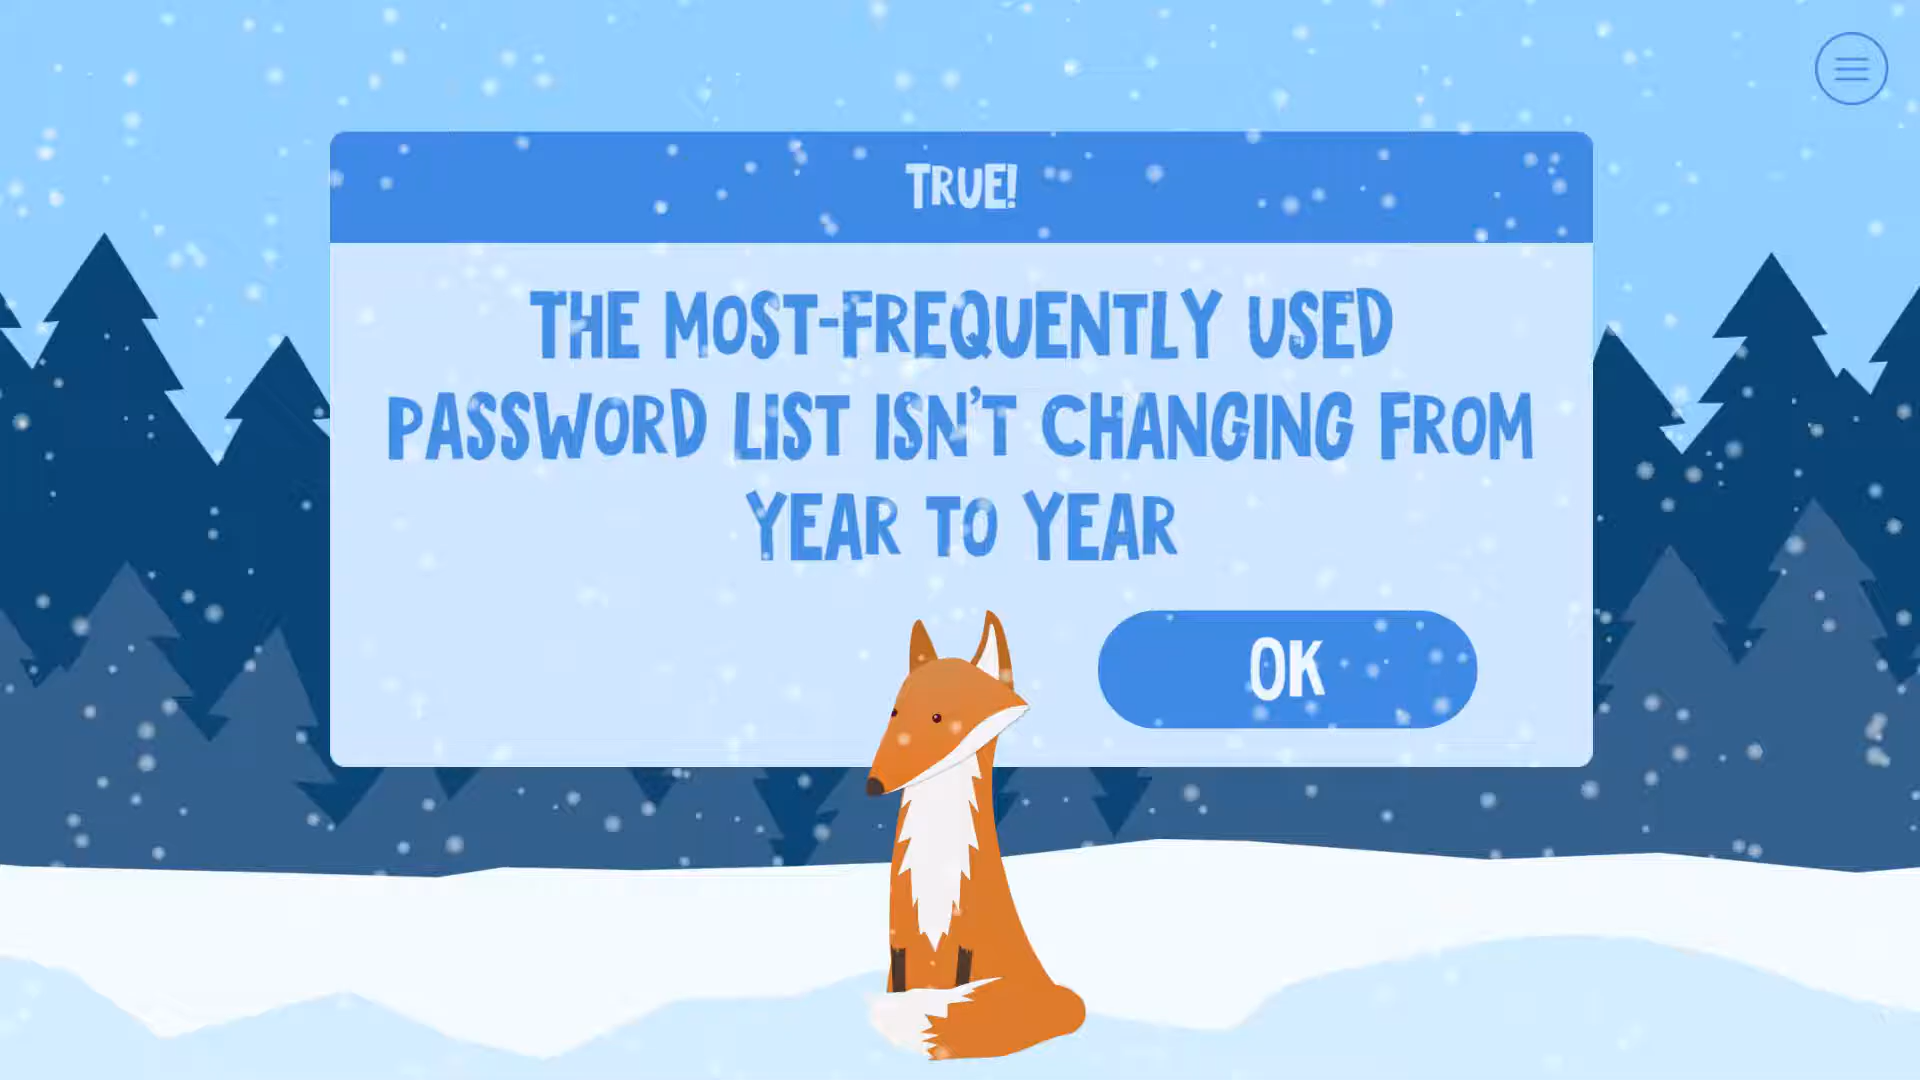 TRUE!
THE MOST-FREQUENTLY USED
PASSWORD LIST ISN'T CHANGING FROM
YEAR TO YEAR
OK